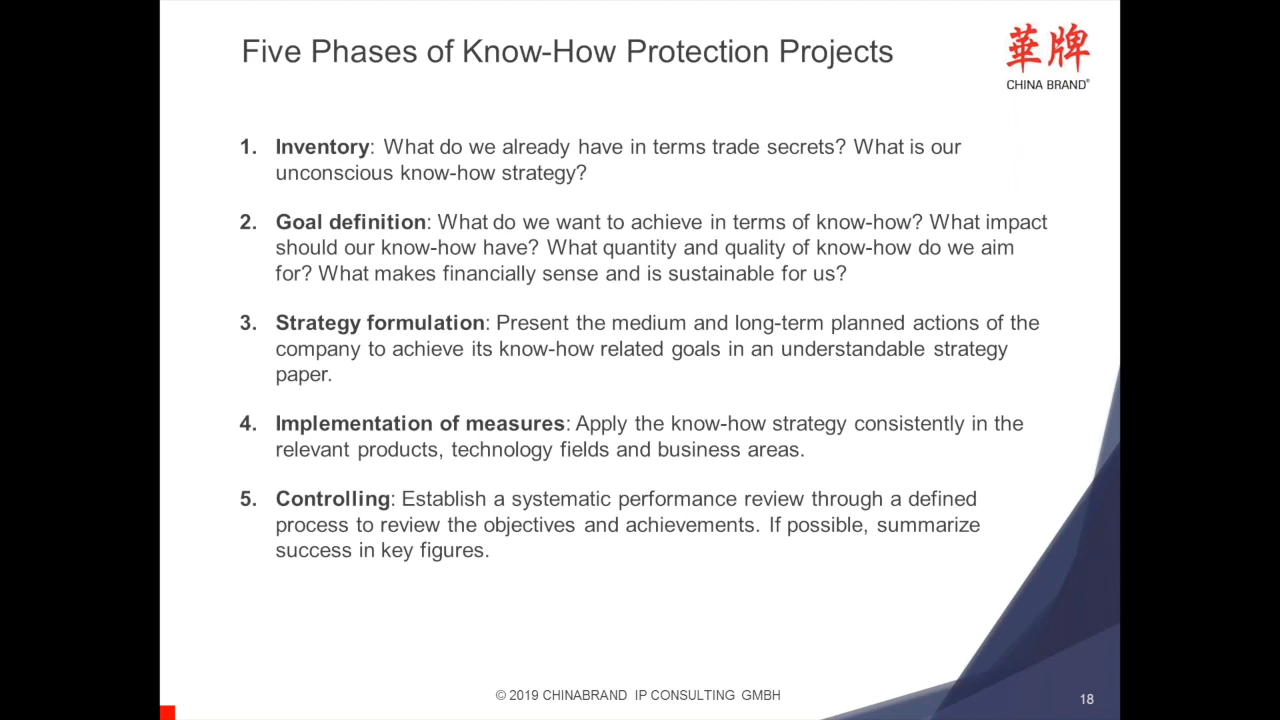 Five Phases of Know-How Protection Projects
華牌
CHINA BRAND®
1. Inventory: What do we already have in terms trade secrets? What is our
unconscious know-how strategy?
2. Goal definition: What do we want to achieve in terms of know-how? What impact
should our know-how have? What quantity and quality of know-how do we aim
for? What makes financially sense and is sustainable for us?
3. Strategy formulation: Present the medium and long-term planned actions of the
company to achieve its know-how related goals in an understandable strategy
paper.
4. Implementation of measures: Apply the know-how strategy consistently in the
relevant products, technology fields and business areas.
5. Controlling: Establish a systematic performance review through a defined
process to review the objectives and achievements. If possible, summarize
success in key figures.
© 2019 CHINABRAND IP CONSULTING GMBH
18